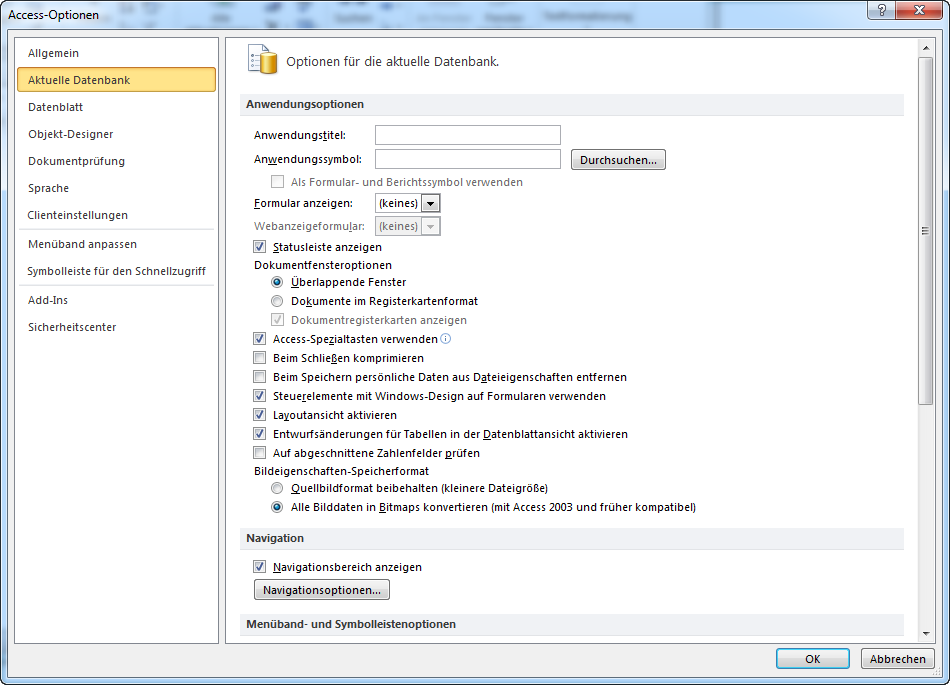 Access-Optionen
Allgemein
Aktuelle Datenbank
Datenblatt
Objekt-Designer
Dokumentprüfung
Sprache
Clienteinstellungen
Menüband anpassen
Symbolleiste für den Schnellzugriff
Add-Ins
Sicherheitscenter
Optionen für die aktuelle Datenbank.
Anwendungsoptionen
Anwendungstitel:
Anwendungssymbol: Durchsuchen...
Als Formular- und Berichtssymbol verwenden
Formular anzeigen: (keines)
Webanzeigeformular: (keines)
Statusleiste anzeigen
Dokumentfensteroptionen
Überlappende Fenster
Dokumente im Registerkartenformat
Dokumentregisterkarten anzeigen
Access-Spezialtasten verwenden
Beim Schließen komprimieren
Beim Speichern persönliche Daten aus Dateieigenschaften entfernen
Steuerelemente mit Windows-Design auf Formularen verwenden
Layoutansicht aktivieren
Entwurfsänderungen für Tabellen in der Datenblattansicht aktivieren
Auf abgeschnittene Zahlenfelder prüfen
Bildeigenschaften-Speicherformat
Quellbildformat beibehalten (kleinere Dateigröße)
Alle Bilddaten in Bitmaps konvertieren (mit Access 2003 und früher kompatibel)
Navigation
Navigationsbereich anzeigen
Navigationsoptionen...
Menüband- und Symbolleistenoptionen
OK Abbrechen